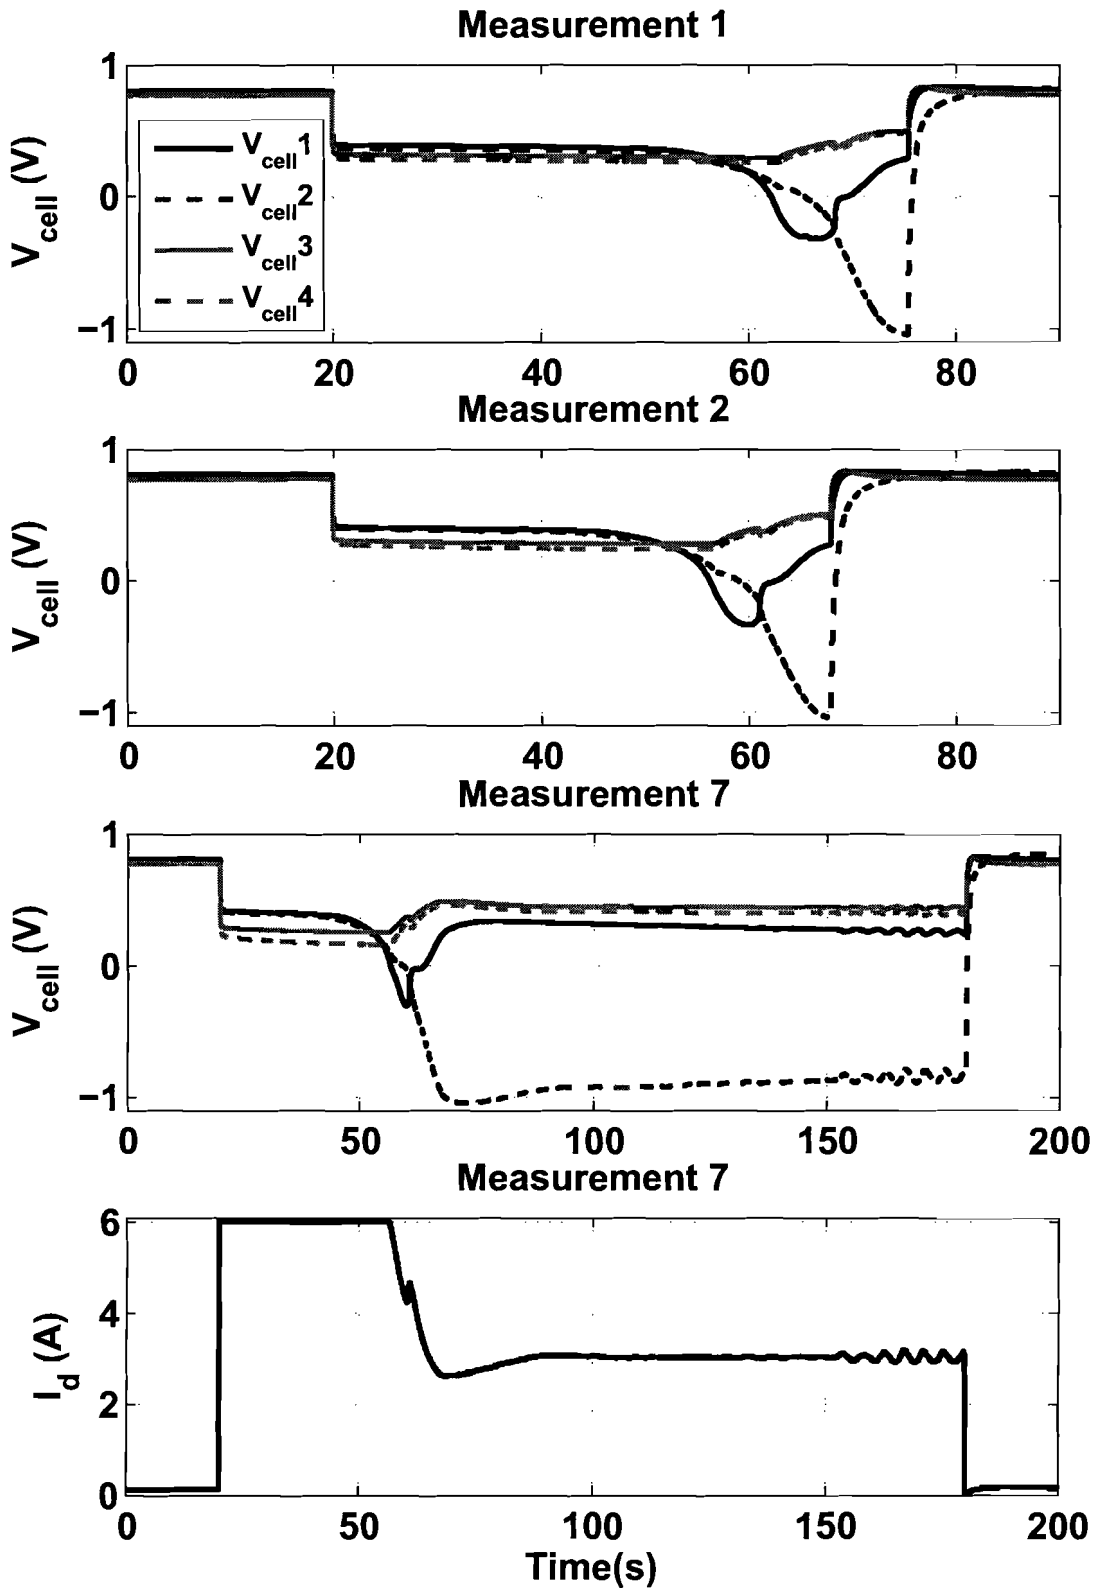 Measurement 1
V_cell (V)
1
0
−1
V_cell1
V_cell2
V_cell3
V_cell4
0 20 40 60 80
Measurement 2
V_cell (V)
1
0
−1
0 20 40 60 80
Measurement 7
V_cell (V)
1
0
−1
0 50 100 150 200
Measurement 7
I_d (A)
6
4
2
0
0 50 100 150 200
Time(s)